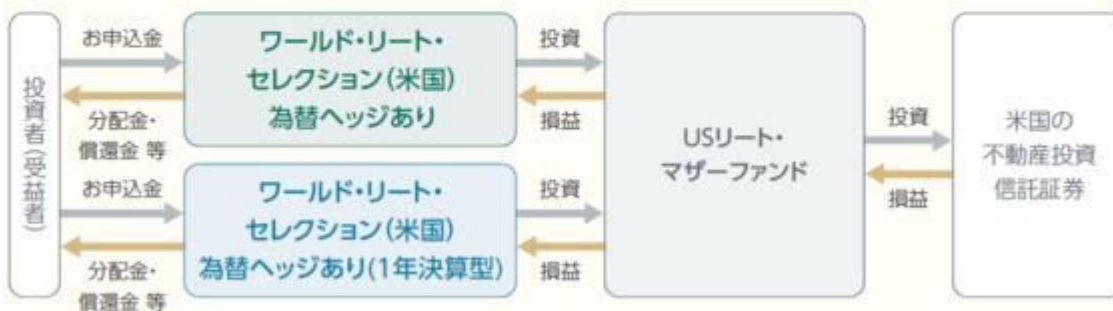 投資者(受益者)
お申込金
分配金・
償還金 等
ワールド・リート・
セレクション(米国)
為替ヘッジあり
投資
損益
お申込金
分配金・
償還金 等
ワールド・リート・
セレクション(米国)
為替ヘッジあり(1年決算型)
投資
損益
USリート・
マザーファンド
投資
損益
米国の
不動産投資
信託証券